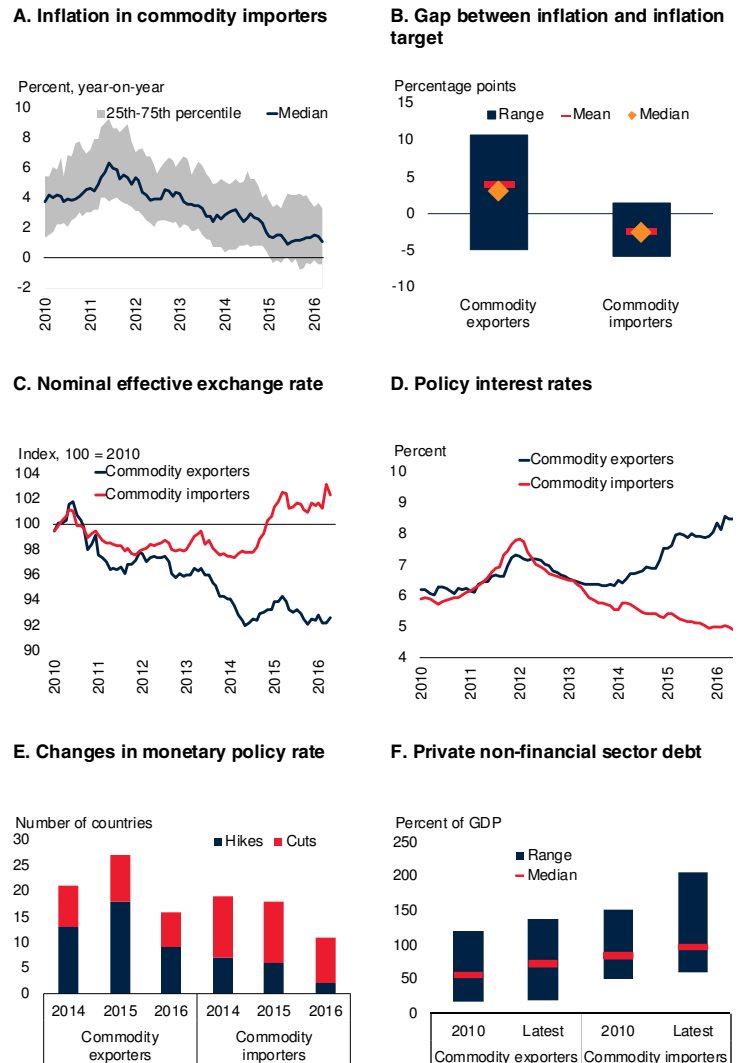 A. Inflation in commodity importers
Percent, year-on-year
25th-75th percentile
Median
10
8
6
4
2
0
-2
2010
2011
2012
2013
2014
2015
2016
B. Gap between inflation and inflation
target
Percentage points
Range
Mean
Median
15
10
5
0
-5
-10
Commodity
exporters
Commodity
importers
C. Nominal effective exchange rate
Index, 100 = 2010
Commodity exporters
Commodity importers
104
102
100
98
96
94
92
90
2010
2011
2012
2013
2014
2015
2016
D. Policy interest rates
Percent
Commodity exporters
Commodity importers
10
9
8
7
6
5
4
2010
2011
2012
2013
2014
2015
2016
E. Changes in monetary policy rate
Number of countries
Hikes
Cuts
30
25
20
15
10
5
0
2014
2015
2016
2014
2015
2016
Commodity
exporters
Commodity
importers
F. Private non-financial sector debt
Percent of GDP
Range
Median
250
200
150
100
50
0
2010
Latest
2010
Latest
Commodity exporters
Commodity importers